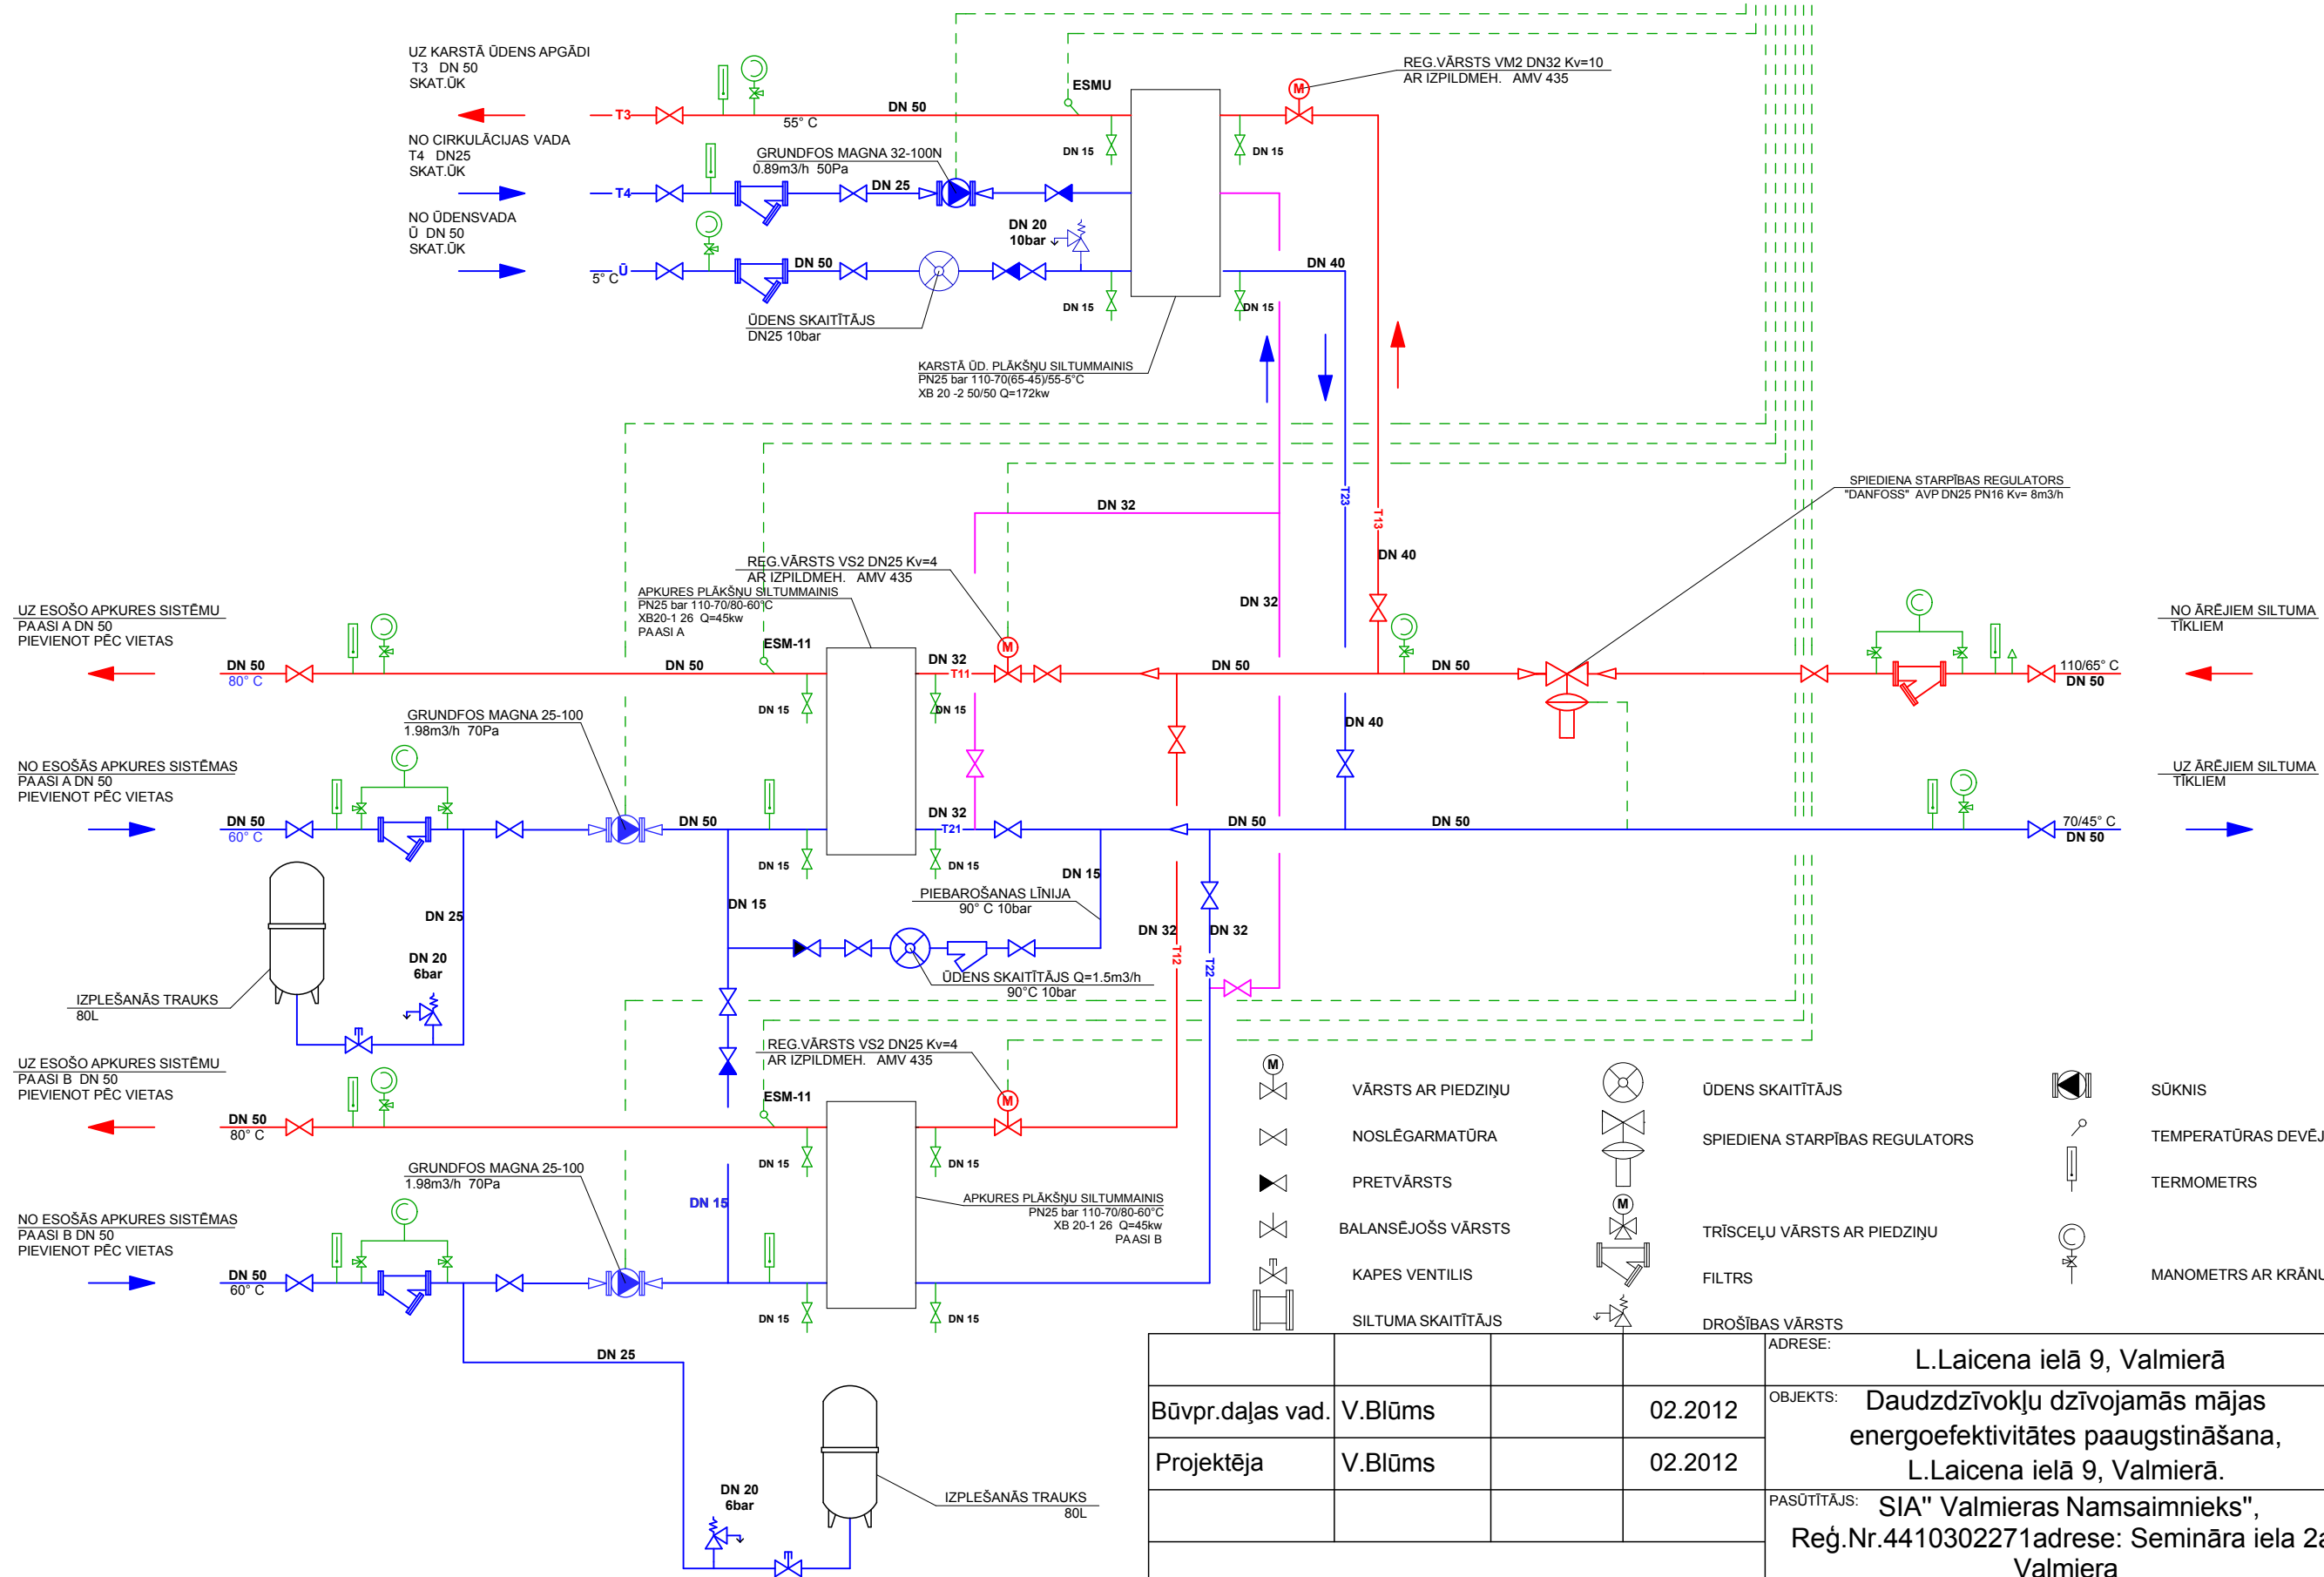 UZ KARSTĀ ŪDENS APGĀDI
T3 DN 50
SKAT.ŪK
T3
55° C
DN 50
ESMU
DN 15
DN 15
M
REG.VĀRSTS VM2 DN32 Kv=10
AR IZPILDMEH. AMV 435
NO CIRKULĀCIJAS VADA
T4 DN25
SKAT.ŪK
T4
GRUNDFOS MAGNA 32-100N
0.89m3/h 50Pa
DN 25
NO ŪDENSVADA
Ū DN 50
SKAT.ŪK
Ū
5° C
DN 50
DN 20
10bar
DN 40
DN 15
DN 15
ŪDENS SKAITĪTĀJS
DN25 10bar
KARSTĀ ŪD. PLĀKŠŅU SILTUMMAINIS
PN25 bar 110-70(65-45)/55-5°C
XB 20 -2 50/50 Q=172kw
SPIEDIENA STARPĪBAS REGULATORS
"DANFOSS" AVP DN25 PN16 Kv= 8m3/h
DN 32
T23
T13
DN 40
DN 32
REG.VĀRSTS VS2 DN25 Kv=4
AR IZPILDMEH. AMV 435
APKURES PLĀKŠŅU SILTUMMAINIS
PN25 bar 110-70/80-60°C
XB20-1 26 Q=45kw
PAASI A
UZ ESOŠO APKURES SISTĒMU
PAASI A DN 50
PIEVIENOT PĒC VIETAS
DN 50
80° C
DN 50
ESM-11
DN 32
T11
M
DN 50
DN 50
NO ĀRĒJIEM SILTUMA
TĪKLIEM
110/65° C
DN 50
DN 15
DN 15
DN 40
GRUNDFOS MAGNA 25-100
1.98m3/h 70Pa
NO ESOŠĀS APKURES SISTĒMAS
PAASI A DN 50
PIEVIENOT PĒC VIETAS
DN 50
60° C
DN 50
DN 32
T21
DN 50
DN 50
UZ ĀRĒJIEM SILTUMA
TĪKLIEM
70/45° C
DN 50
DN 15
DN 15
DN 15
DN 25
DN 15
PIEBAROŠANAS LĪNIJA
90° C 10bar
DN 32
DN 32
T12
T22
DN 20
6bar
ŪDENS SKAITĪTĀJS Q=1.5m3/h
90°C 10bar
IZPLEŠANĀS TRAUKS
80L
REG.VĀRSTS VS2 DN25 Kv=4
AR IZPILDMEH. AMV 435
UZ ESOŠO APKURES SISTĒMU
PAASI B DN 50
PIEVIENOT PĒC VIETAS
DN 50
80° C
ESM-11
M
DN 15
DN 15
GRUNDFOS MAGNA 25-100
1.98m3/h 70Pa
DN 15
APKURES PLĀKŠŅU SILTUMMAINIS
PN25 bar 110-70/80-60°C
XB 20-1 26 Q=45kw
PAASI B
NO ESOŠĀS APKURES SISTĒMAS
PAASI B DN 50
PIEVIENOT PĒC VIETAS
DN 50
60° C
DN 15
DN 15
DN 25
DN 20
6bar
IZPLEŠANĀS TRAUKS
80L
M
VĀRSTS AR PIEDZIŅU
NOSLĒGARMATŪRA
PRETVĀRSTS
BALANSĒJOŠS VĀRSTS
KAPES VENTILIS
SILTUMA SKAITĪTĀJS
ŪDENS SKAITĪTĀJS
SPIEDIENA STARPĪBAS REGULATORS
M
TRĪSCEĻU VĀRSTS AR PIEDZIŅU
FILTRS
DROŠĪBAS VĀRSTS
SŪKNIS
TEMPERATŪRAS DEVĒJ
TERMOMETRS
MANOMETRS AR KRĀNU
ADRESE:
L.Laicena ielā 9, Valmierā
Būvpr.daļas vad. V.Blūms 02.2012
Projektēja V.Blūms 02.2012
OBJEKTS: Daudzdzīvokļu dzīvojamās mājas
energoefektivitātes paaugstināšana,
L.Laicena ielā 9, Valmierā.
PASŪTĪTĀJS: SIA" Valmieras Namsaimnieks",
Reģ.Nr.4410302271adrese: Semināra iela 2a
Valmiera